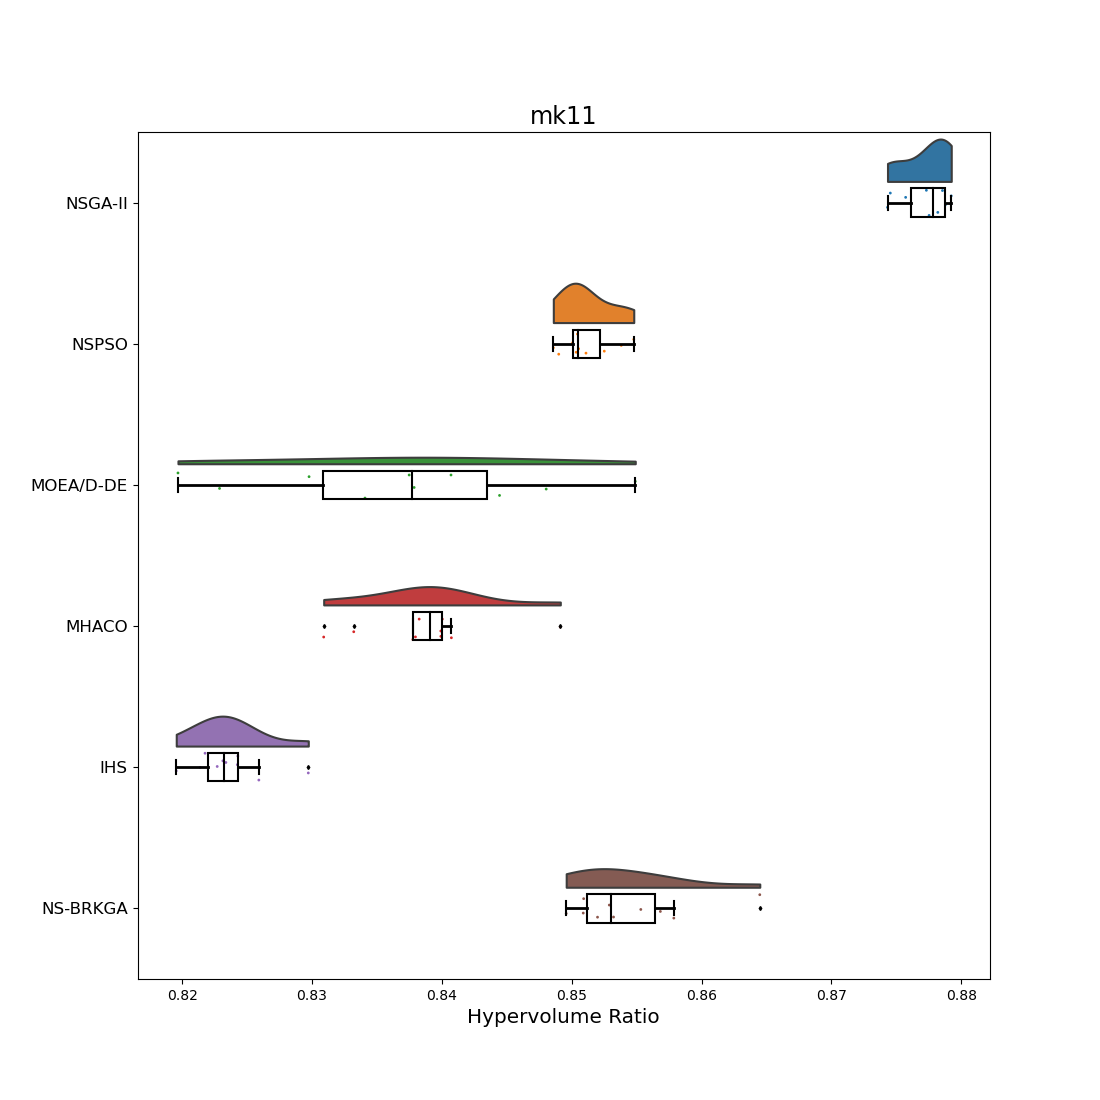 mk11
NSGA-II
NSPSO
MOEA/D-DE
MHACO
IHS
NS-BRKGA
0.82 0.83 0.84 0.85 0.86 0.87 0.88
Hypervolume Ratio